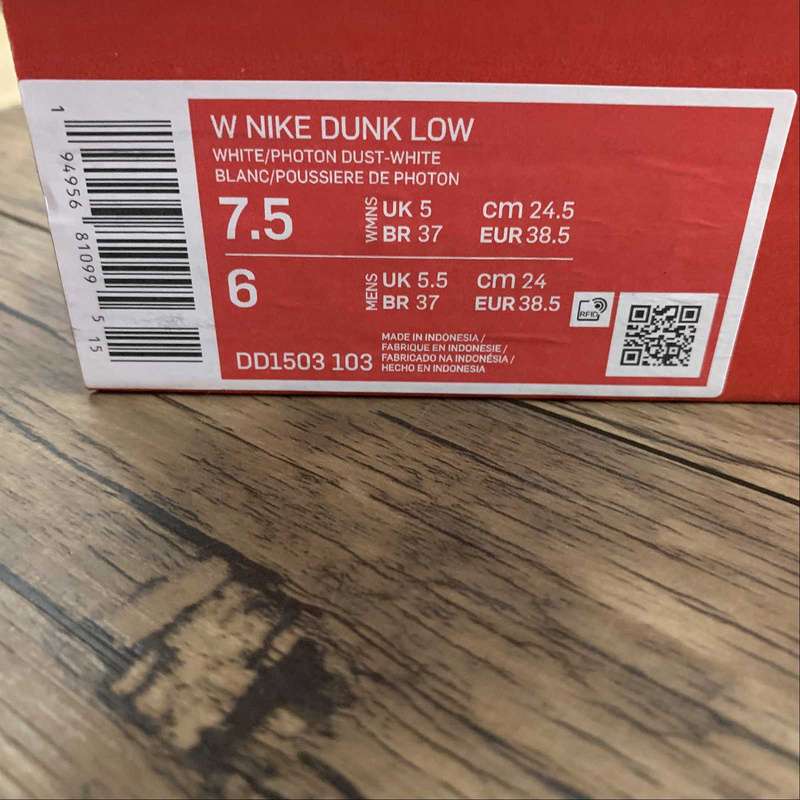 W NIKE DUNK LOW
WHITE/PHOTON DUST-WHITE
BLANC/POUSSIERE DE PHOTON
7.5 WMNS UK 5 cm 24.5
BR 37 EUR 38.5
6 MENS UK 5.5 cm 24
BR 37 EUR 38.5
RFID
DD1503 103
MADE IN INDONESIA /
FABRIQUE EN INDONESIE /
FABRICADO NA INDONÉSIA /
HECHO EN INDONESIA
1 94956 81099 5 15